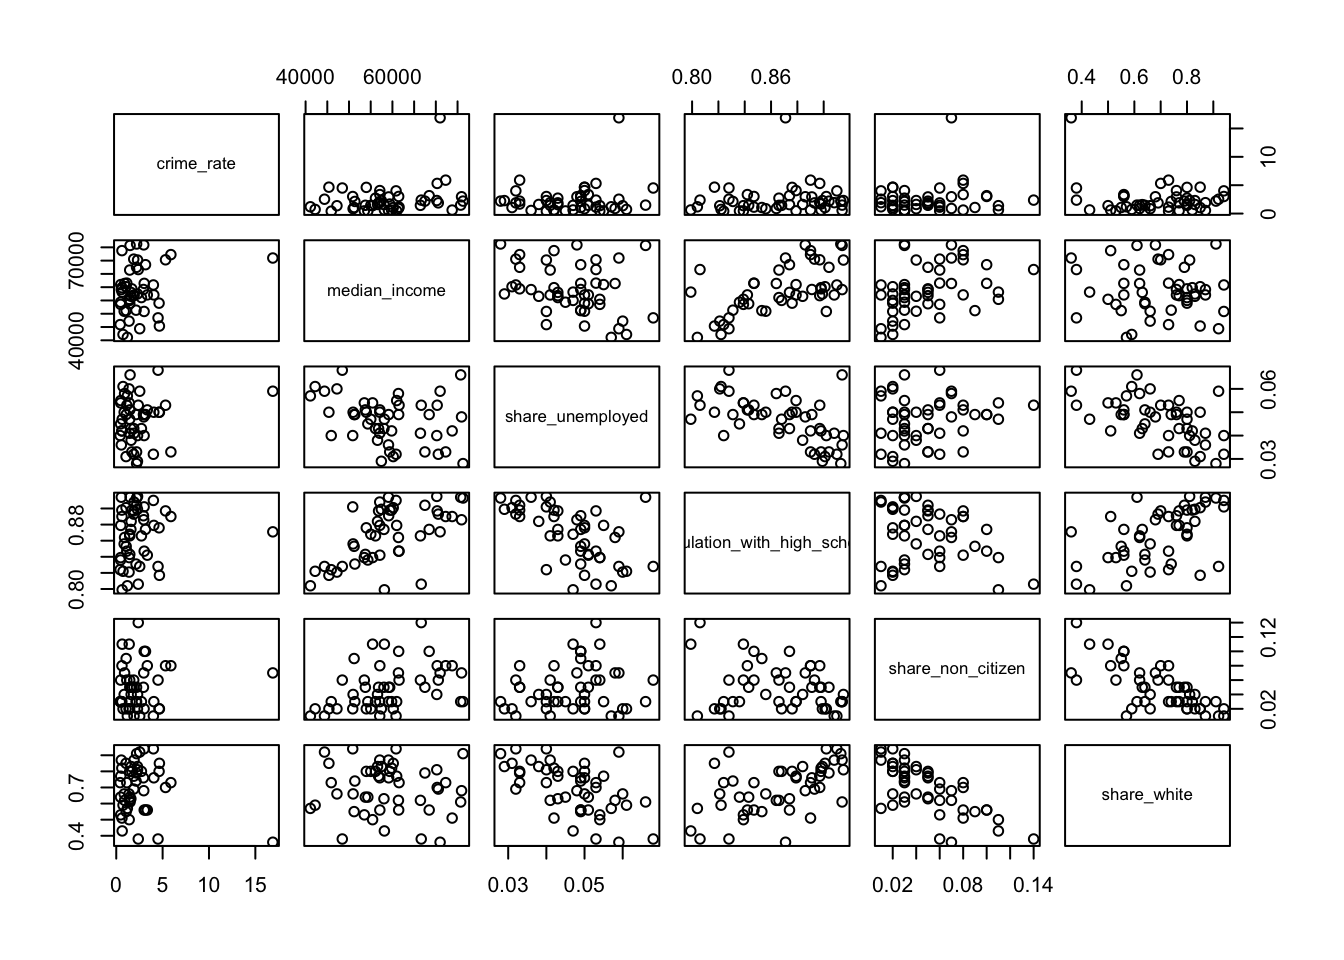 40000 60000 0.80 0.86 0.4 0.6 0.8
crime_rate
0 10
median_income
40000 70000
share_unemployed
0.03 0.06
ulation_with_high_sch
0.80 0.88
share_non_citizen
0.02 0.12
share_white
0.4 0.7
0 5 10 15 0.03 0.05 0.02 0.08 0.14